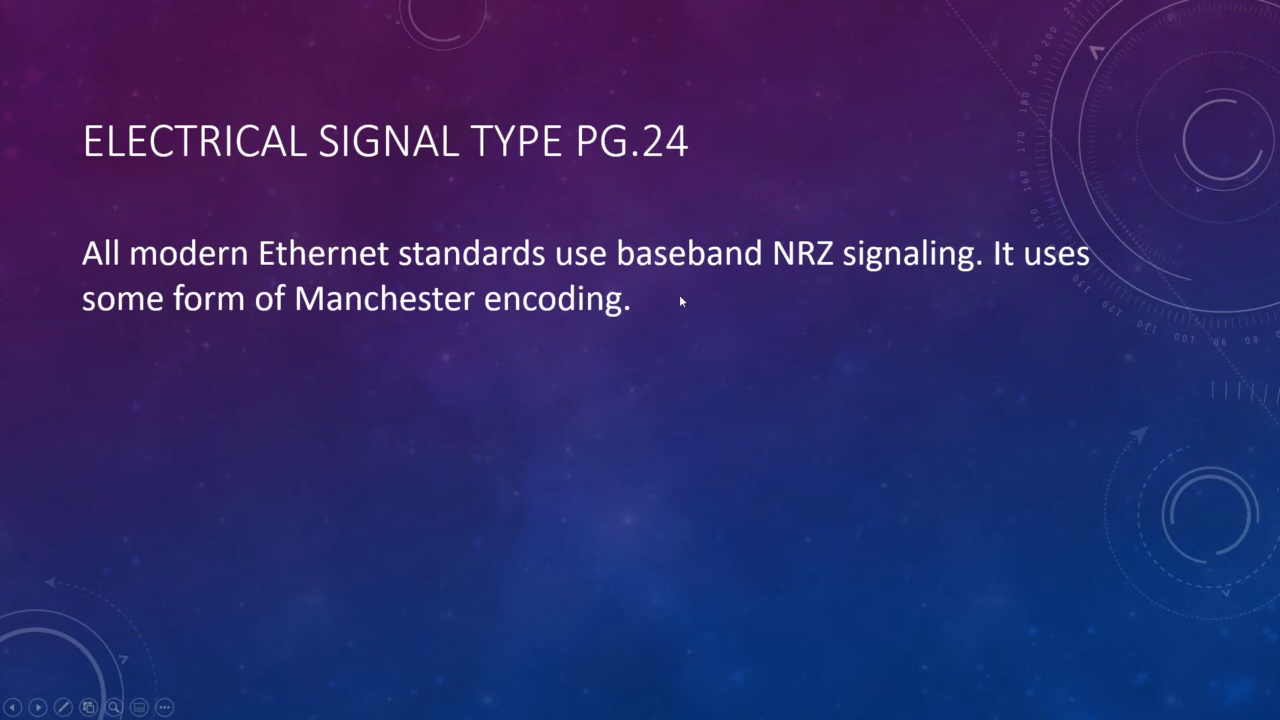 ELECTRICAL SIGNAL TYPE PG.24
All modern Ethernet standards use baseband NRZ signaling. It uses
some form of Manchester encoding.